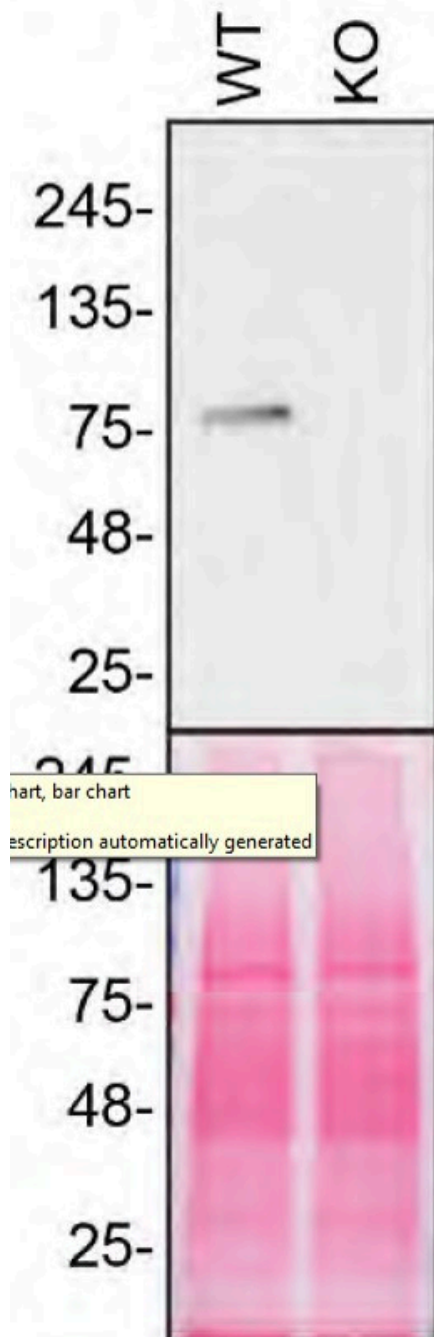 WT
KO
245-
135-
75-
48-
25-
hart, bar chart
escription automatically generated
135-
75-
48-
25-